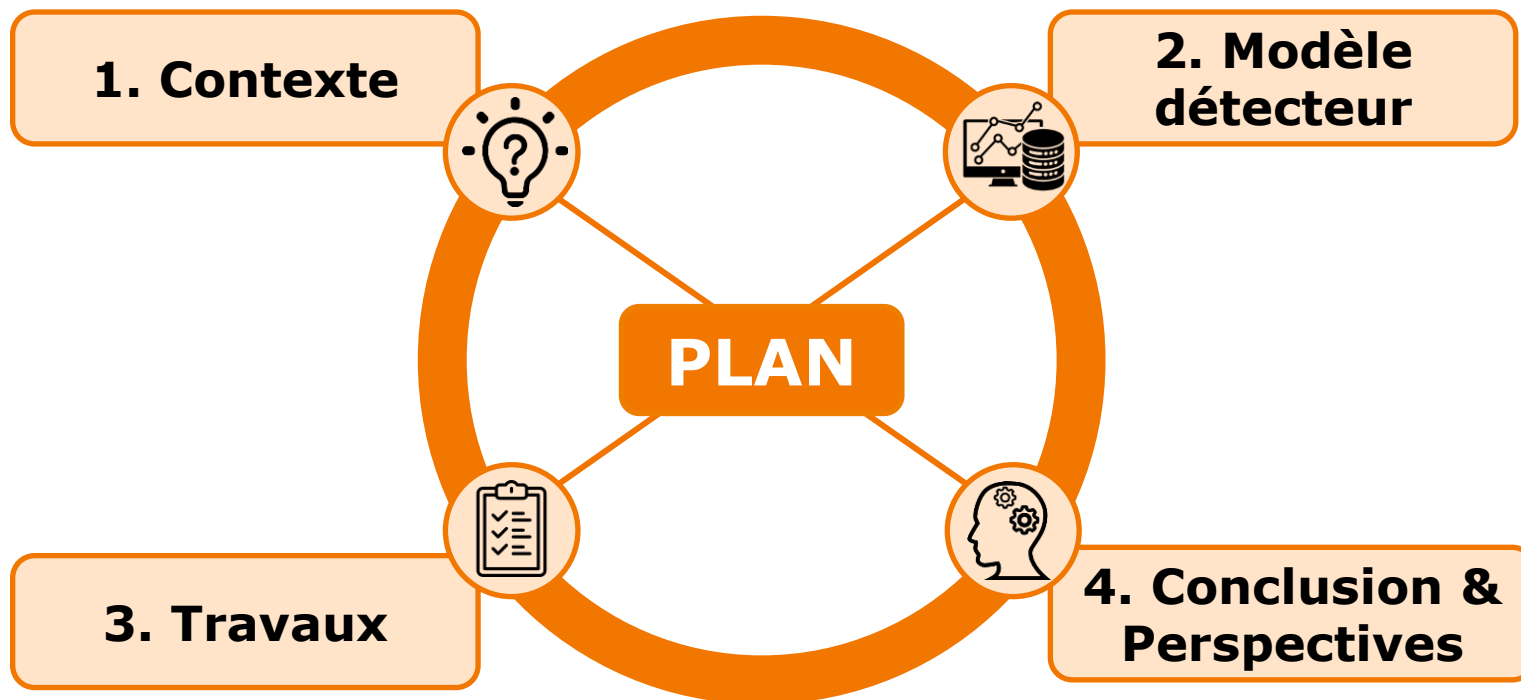 1. Contexte
2. Modèle
détecteur
PLAN
3. Travaux
4. Conclusion &
Perspectives